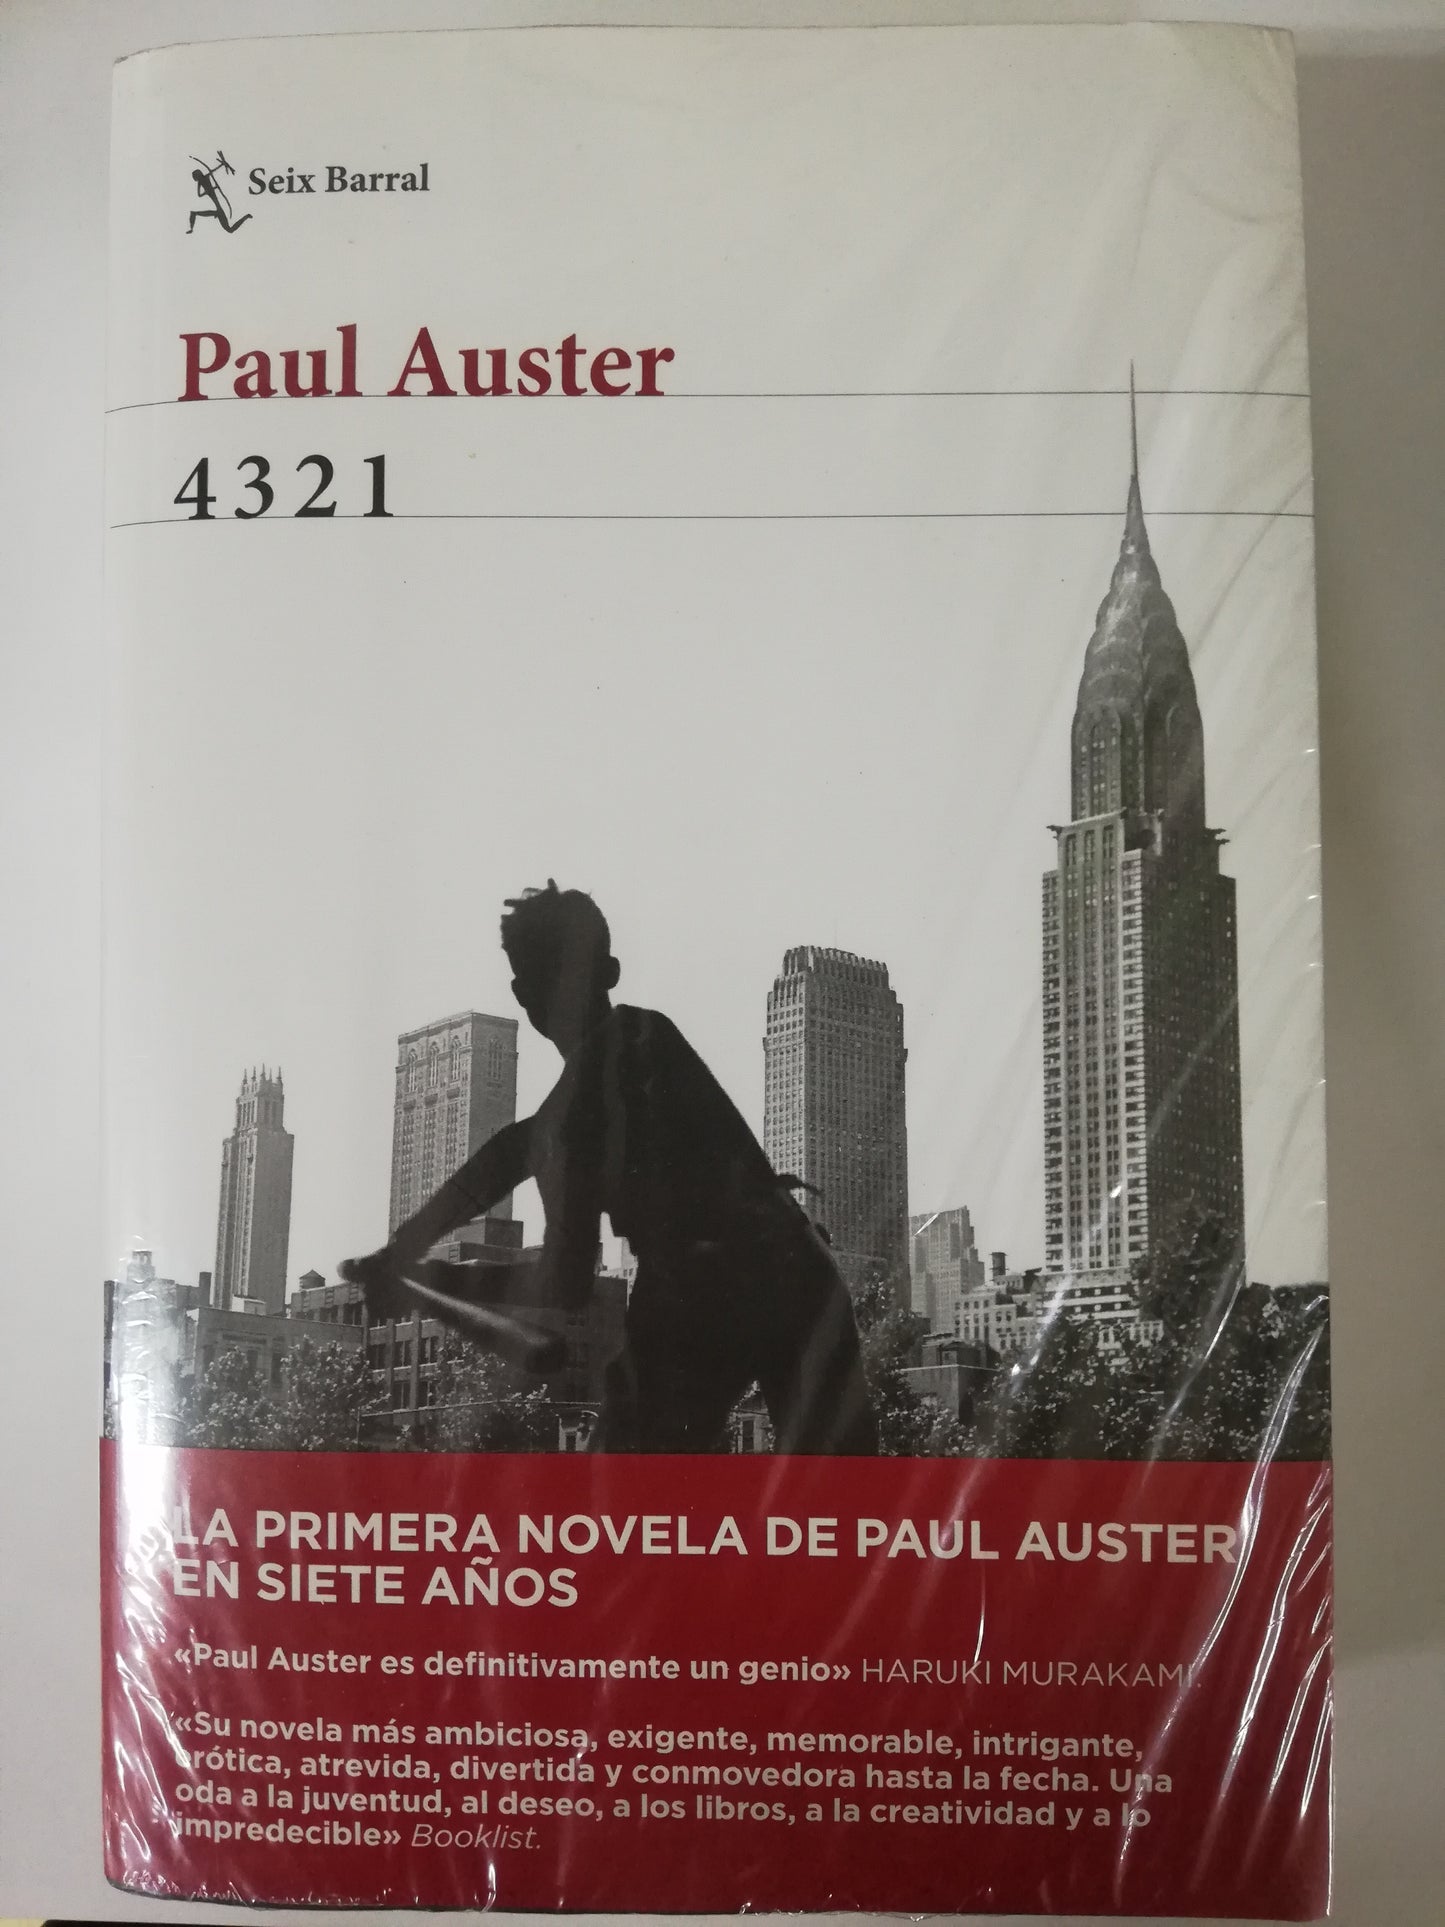 Seix Barral
Paul Auster
4321
LA PRIMERA NOVELA DE PAUL AUSTER
EN SIETE AÑOS
«Paul Auster es definitivamente un genio» HARUKI MURAKAMI.
«Su novela más ambiciosa, exigente, memorable, intrigante,
erótica, atrevida, divertida y conmovedora hasta la fecha. Una
oda a la juventud, al deseo, a los libros, a la creatividad y a lo
impredecible» Booklist.